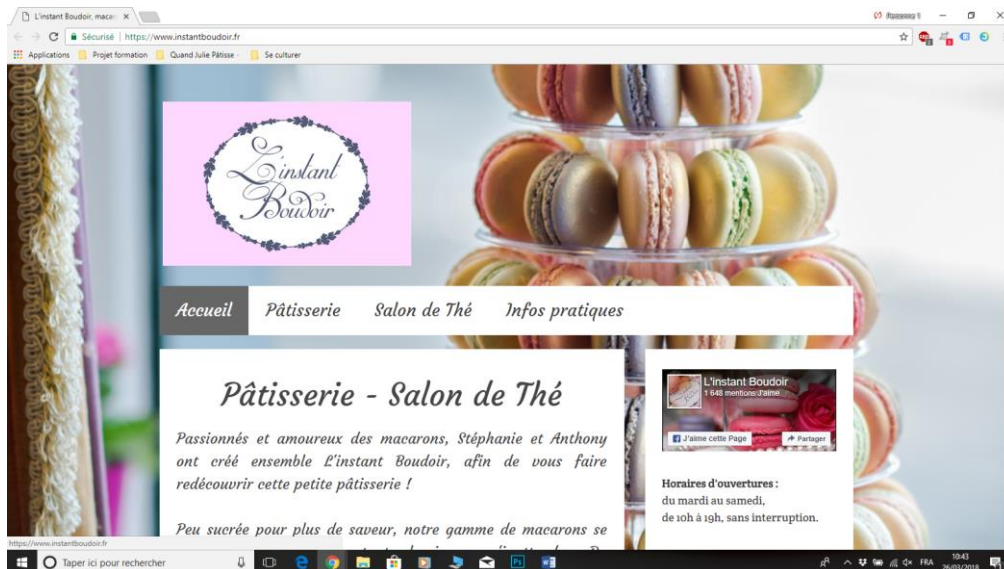 L'instant Boudoir, macar
Sécurisé | https://www.instantboudoir.fr
Applications Projet formation Quand Julie Pâtisse - Se culturer
L'instant
Boudoir
Accueil Pâtisserie Salon de Thé Infos pratiques
Pâtisserie - Salon de Thé
Passionnés et amoureux des macarons, Stéphanie et Anthony
ont créé ensemble L'instant Boudoir, afin de vous faire
redécouvrir cette petite pâtisserie !
Peu sucrée pour plus de saveur, notre gamme de macarons se
L'instant Boudoir
1 648 mentions J'aime
J'aime cette Page Partager
Horaires d'ouvertures :
du mardi au samedi,
de 10h à 19h, sans interruption.
https://www.instantboudoir.fr
Taper ici pour rechercher
FRA
10:43
26/03/2018